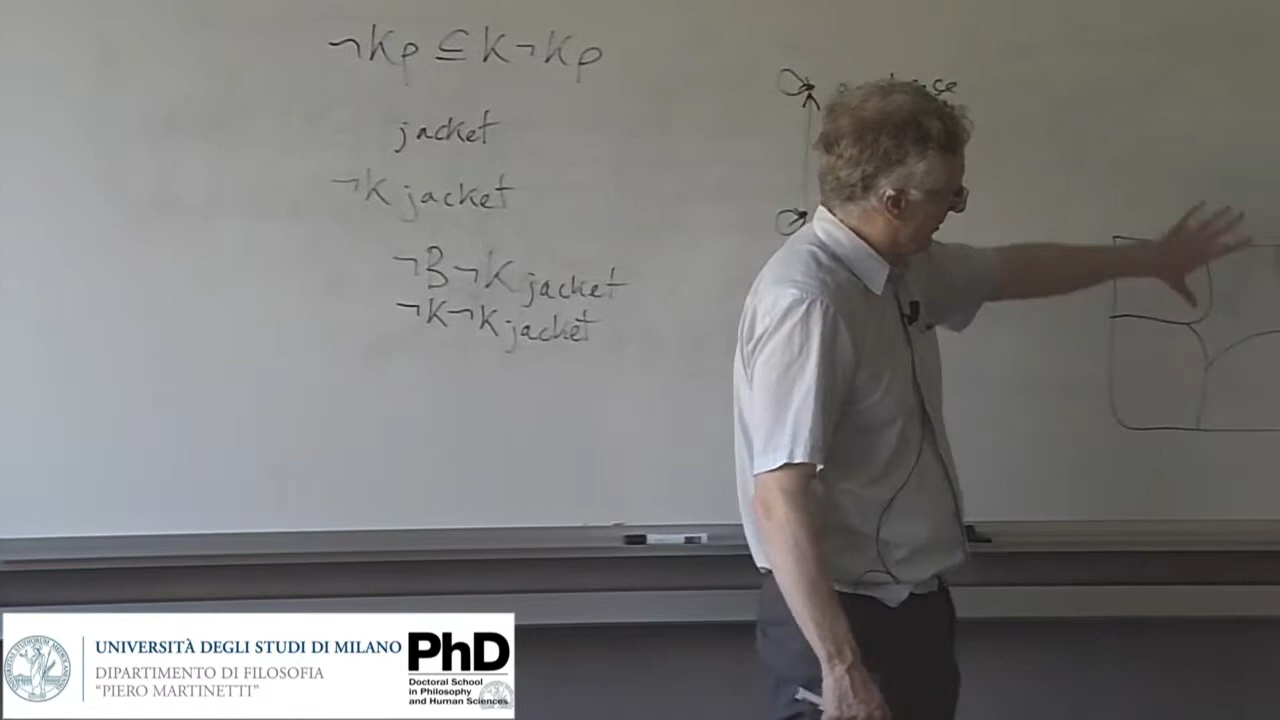 ¬Kp ⊆ K¬Kp
jacket
¬K jacket
¬B¬K jacket
¬K¬K jacket
UNIVERSITÀ DEGLI STUDI DI MILANO
DIPARTIMENTO DI FILOSOFIA
"PIERO MARTINETTI"
PhD
Doctoral School
in Philosophy
and Human Sciences